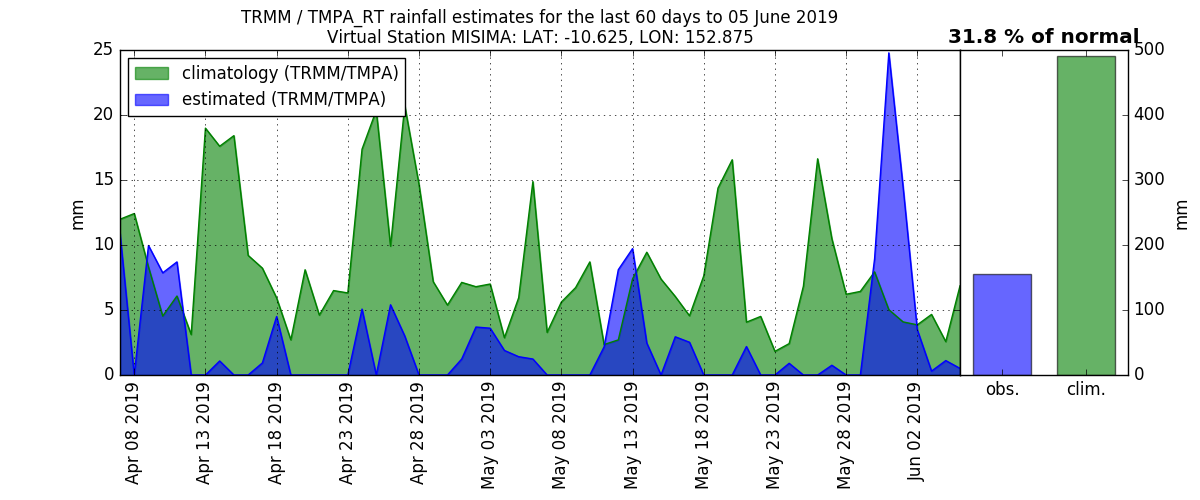 TRMM / TMPA_RT rainfall estimates for the last 60 days to 05 June 2019
Virtual Station MISIMA: LAT: -10.625, LON: 152.875
31.8 % of normal
climatology (TRMM/TMPA)
estimated (TRMM/TMPA)
25
20
15
10
5
0
mm
Apr 08 2019
Apr 13 2019
Apr 18 2019
Apr 23 2019
Apr 28 2019
May 03 2019
May 08 2019
May 13 2019
May 18 2019
May 23 2019
May 28 2019
Jun 02 2019
500
400
300
200
100
0
mm
obs.
clim.